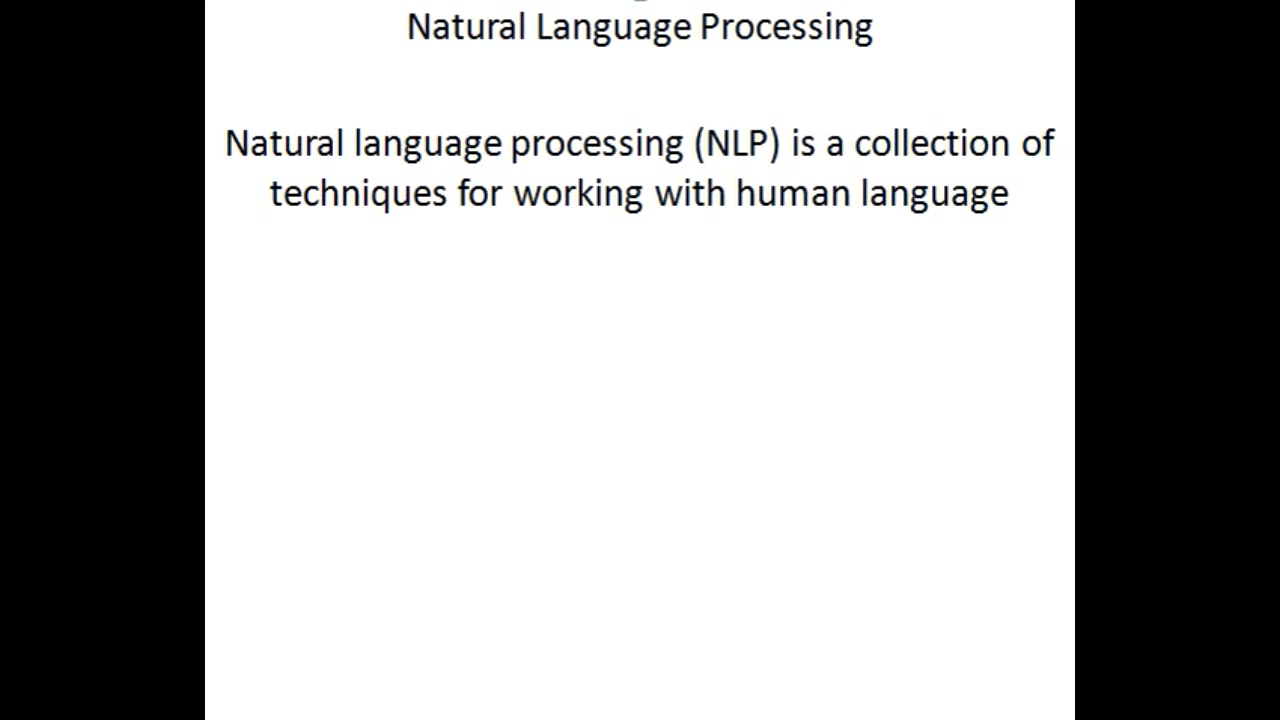 Natural Language Processing
Natural language processing (NLP) is a collection of
techniques for working with human language